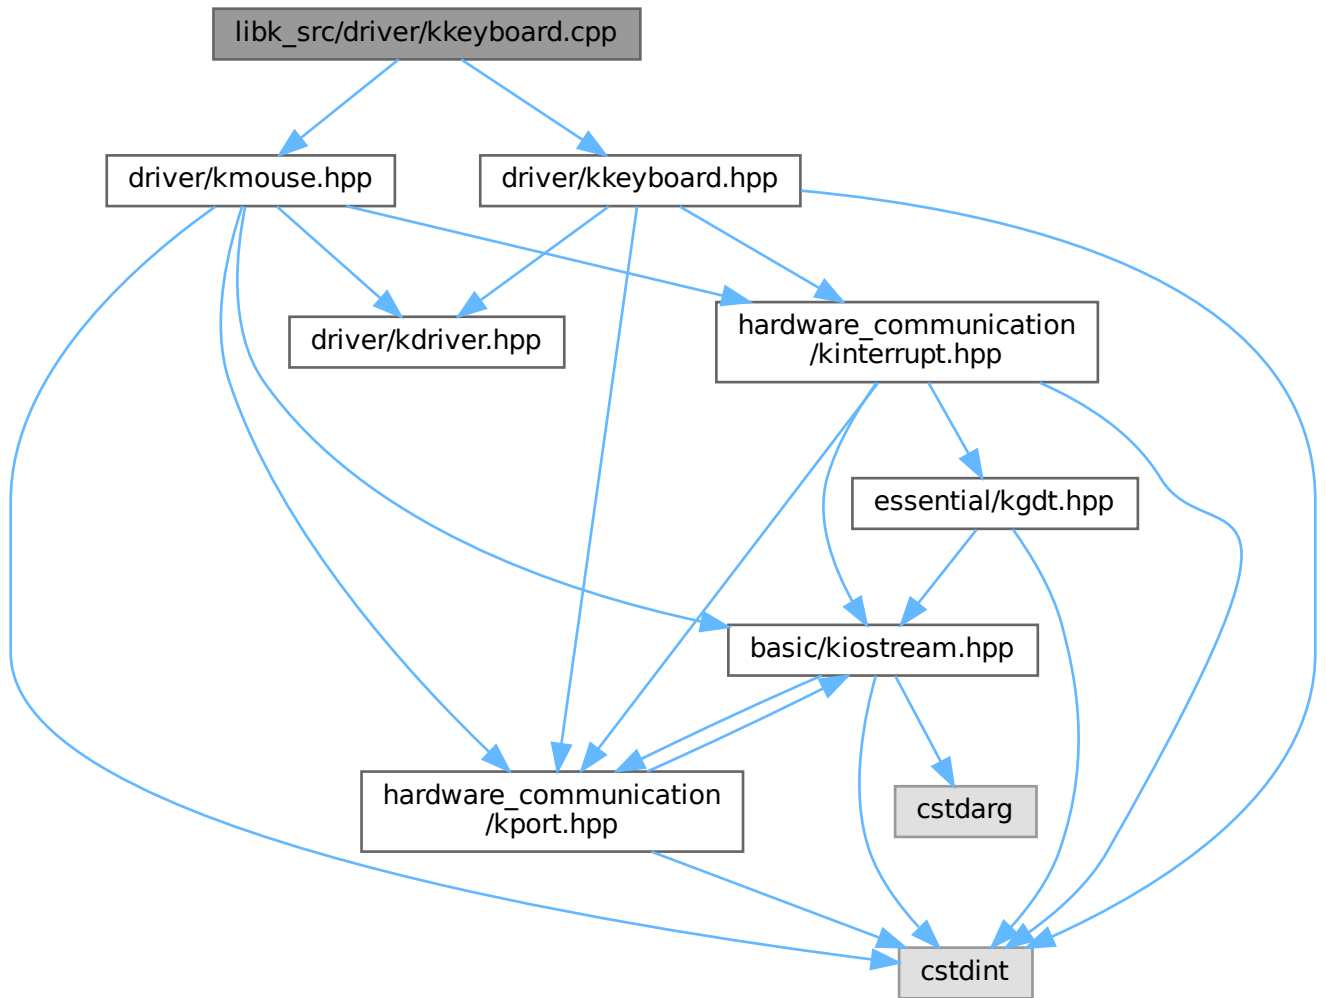 libk_src/driver/kkeyboard.cpp
driver/kmouse.hpp
driver/kkeyboard.hpp
driver/kdriver.hpp
hardware_communication
/kinterrupt.hpp
essential/kgdt.hpp
basic/kiostream.hpp
hardware_communication
/kport.hpp
cstdarg
cstdint